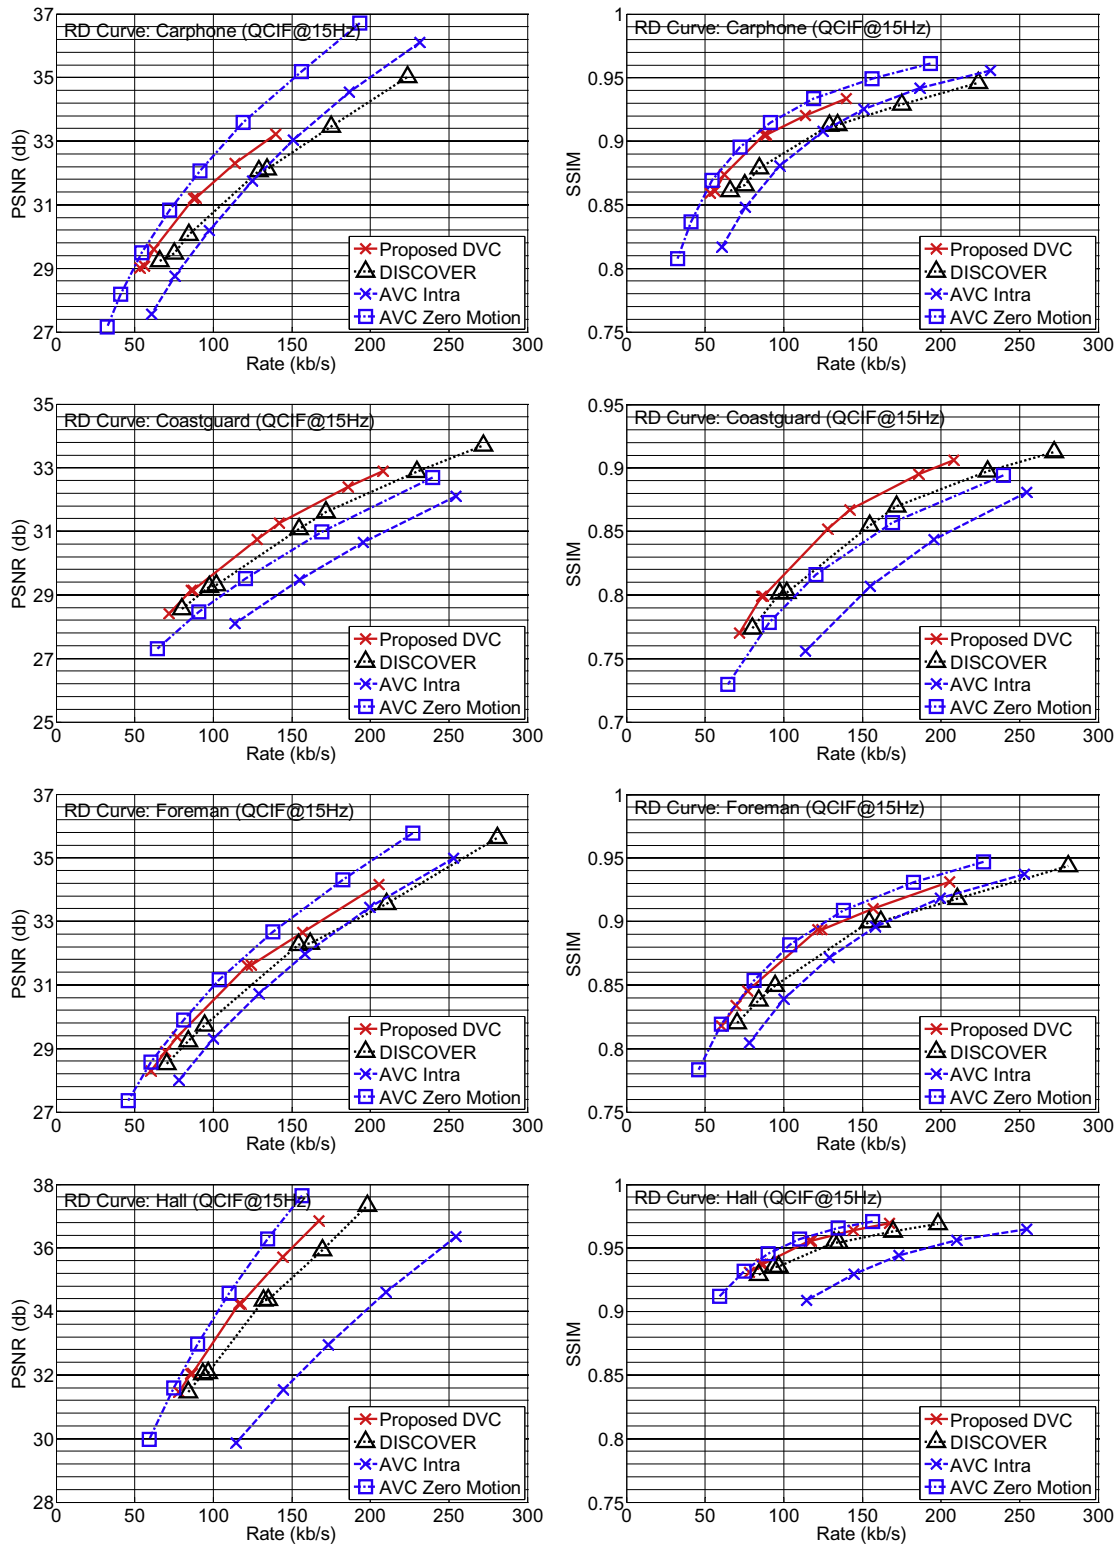 RD Curve: Carphone (QCIF@15Hz)
PSNR (db)
37
35
33
31
29
27
0 50 100 150 200 250 300
Rate (kb/s)
Proposed DVC
DISCOVER
AVC Intra
AVC Zero Motion
RD Curve: Carphone (QCIF@15Hz)
SSIM
1
0.95
0.9
0.85
0.8
0.75
0 50 100 150 200 250 300
Rate (kb/s)
Proposed DVC
DISCOVER
AVC Intra
AVC Zero Motion
RD Curve: Coastguard (QCIF@15Hz)
PSNR (db)
35
33
31
29
27
25
0 50 100 150 200 250 300
Rate (kb/s)
Proposed DVC
DISCOVER
AVC Intra
AVC Zero Motion
RD Curve: Coastguard (QCIF@15Hz)
SSIM
0.95
0.9
0.85
0.8
0.75
0.7
0 50 100 150 200 250 300
Rate (kb/s)
Proposed DVC
DISCOVER
AVC Intra
AVC Zero Motion
RD Curve: Foreman (QCIF@15Hz)
PSNR (db)
37
35
33
31
29
27
0 50 100 150 200 250 300
Rate (kb/s)
Proposed DVC
DISCOVER
AVC Intra
AVC Zero Motion
RD Curve: Foreman (QCIF@15Hz)
SSIM
1
0.95
0.9
0.85
0.8
0.75
0 50 100 150 200 250 300
Rate (kb/s)
Proposed DVC
DISCOVER
AVC Intra
AVC Zero Motion
RD Curve: Hall (QCIF@15Hz)
PSNR (db)
38
36
34
32
30
28
0 50 100 150 200 250 300
Rate (kb/s)
Proposed DVC
DISCOVER
AVC Intra
AVC Zero Motion
RD Curve: Hall (QCIF@15Hz)
SSIM
1
0.95
0.9
0.85
0.8
0.75
0 50 100 150 200 250 300
Rate (kb/s)
Proposed DVC
DISCOVER
AVC Intra
AVC Zero Motion